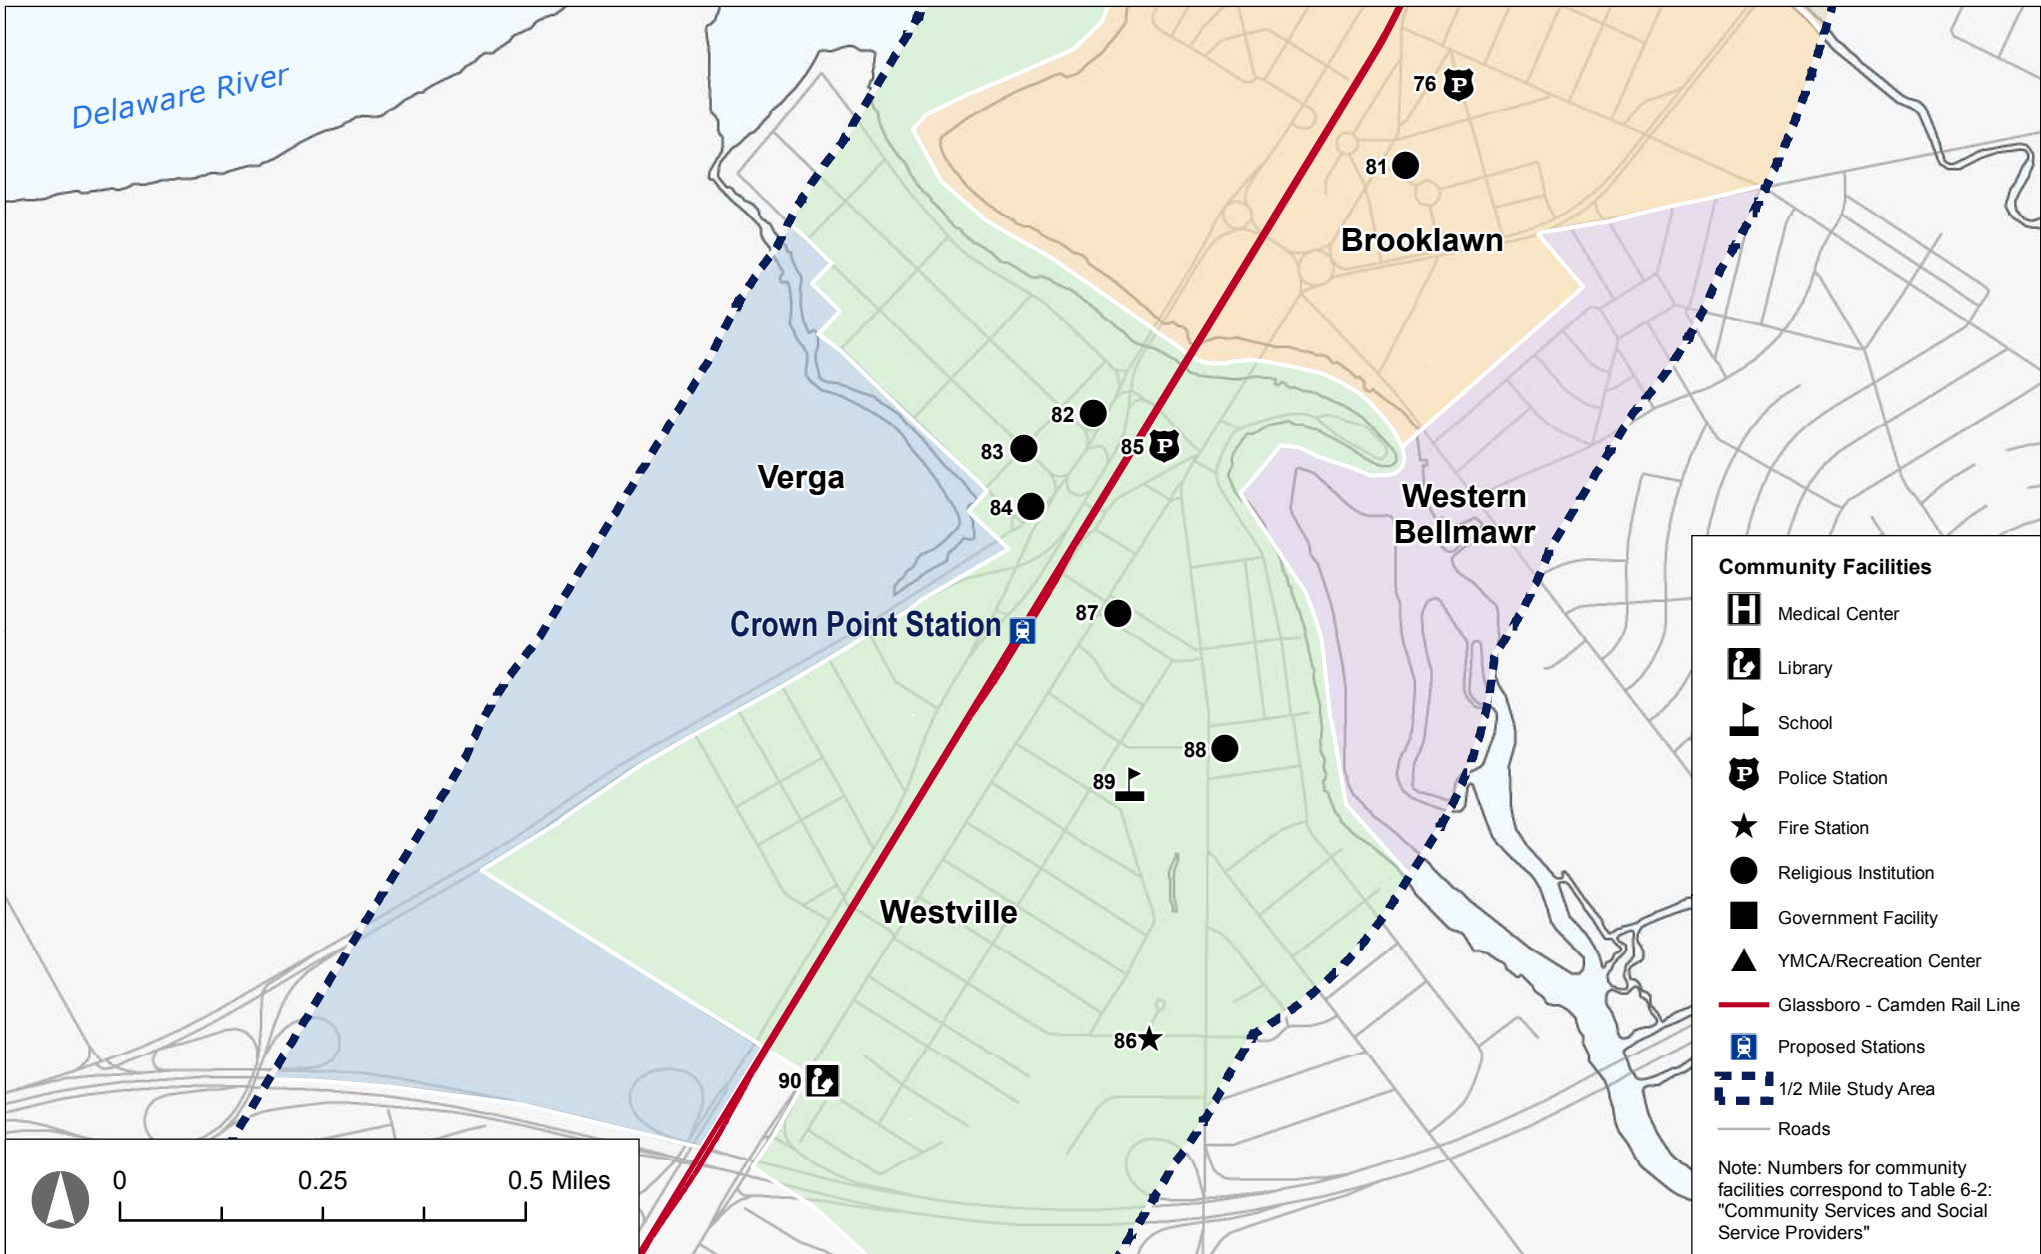 Delaware River
76
P
81
Brooklawn
82
83
85
P
84
Verga
Western
Bellmawr
87
Crown Point Station
88
89
Westville
86
90
0
0.25
0.5 Miles
Community Facilities
H
Medical Center
Library
School
P
Police Station
Fire Station
Religious Institution
Government Facility
YMCA/Recreation Center
Glassboro - Camden Rail Line
Proposed Stations
1/2 Mile Study Area
Roads
Note: Numbers for community
facilities correspond to Table 6-2:
"Community Services and Social
Service Providers"